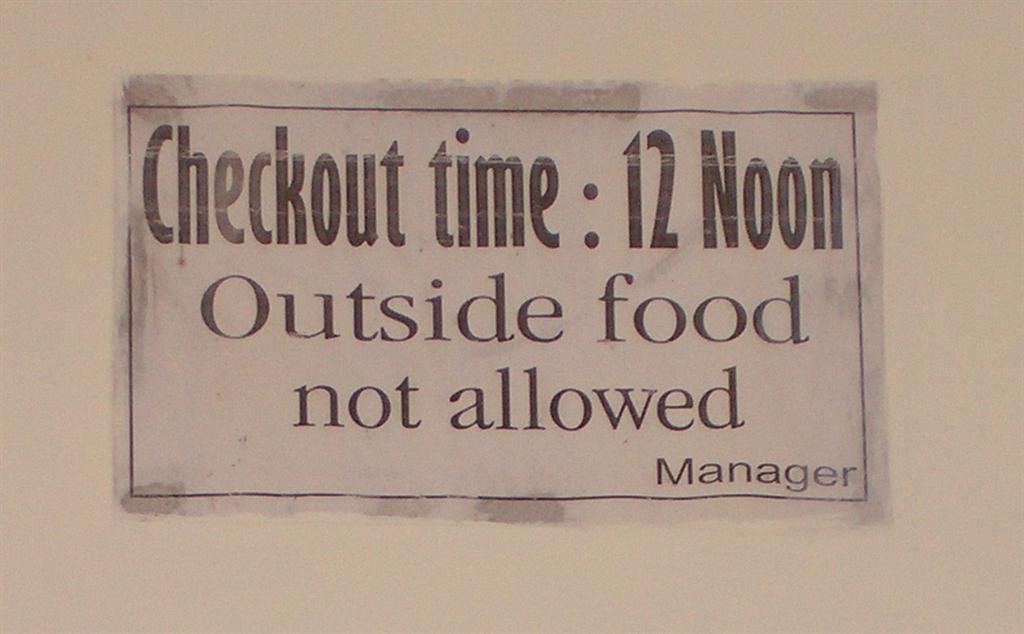 Checkout time : 12 Noon
Outside food
not allowed
Manager